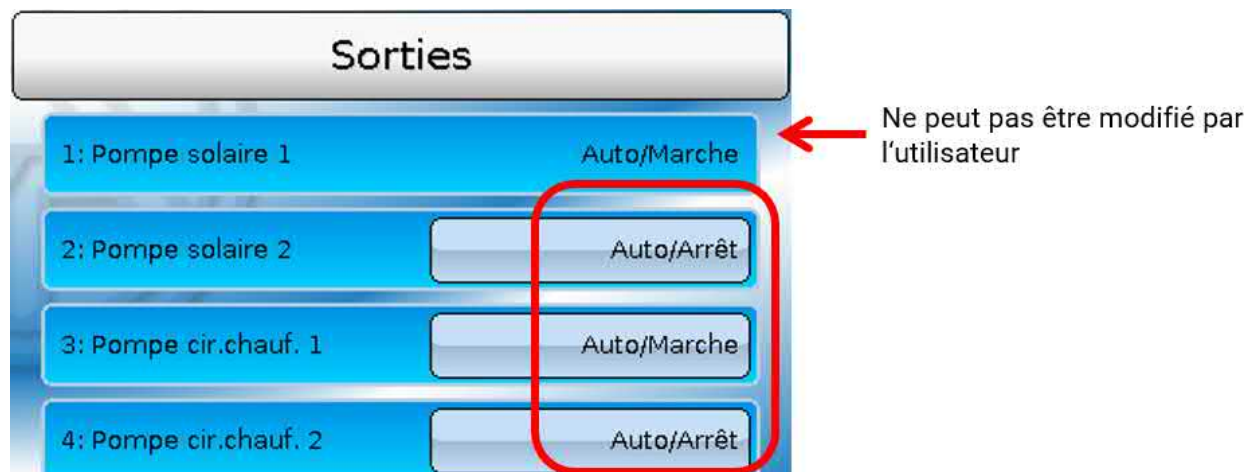 Sorties
1: Pompe solaire 1 Auto/Marche
Ne peut pas être modifié par
l‘utilisateur
2: Pompe solaire 2 Auto/Arrêt
3: Pompe cir.chauf. 1 Auto/Marche
4: Pompe cir.chauf. 2 Auto/Arrêt